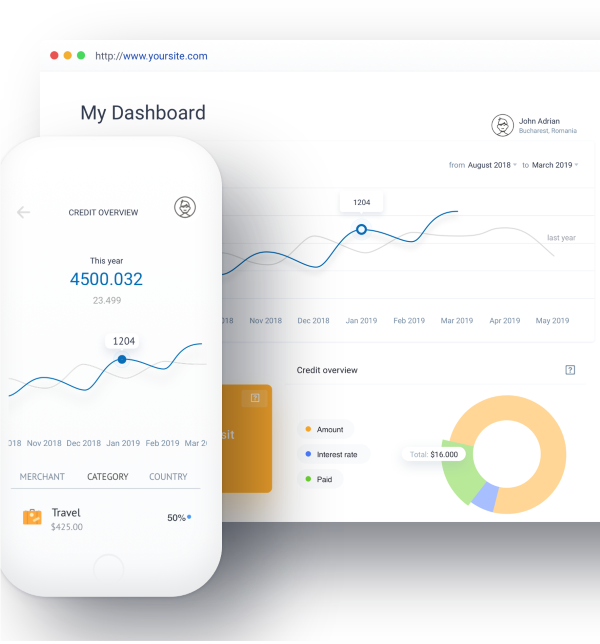 http://www.yoursite.com
My Dashboard
John Adrian
Bucharest, Romania
from August 2018 to March 2019
1204
last year
018 Nov 2018 Dec 2018 Jan 2019 Feb 2019 Mar 2019 Apr 2019 May 2019
Credit overview
?
?
sit
Amount
Interest rate
Paid
Total: $16.000
CREDIT OVERVIEW
This year
4500.032
23.499
1204
018 Nov 2018 Dec 2018 Jan 2019 Feb 2019 Mar 2
MERCHANT CATEGORY COUNTRY
Travel
$425.00
50%